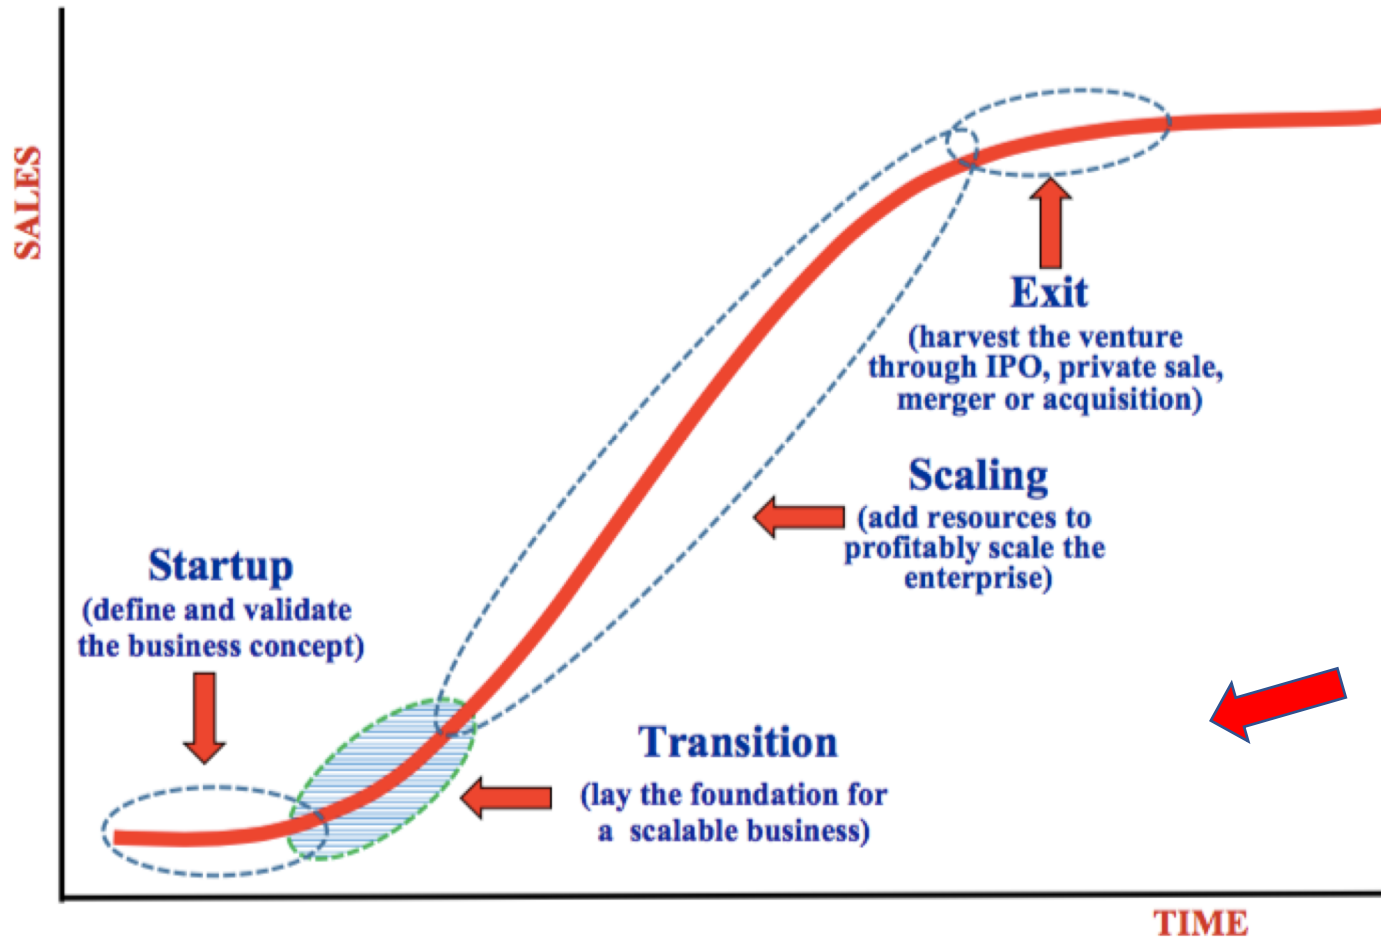 SALES
Exit
(harvest the venture
through IPO, private sale,
merger or acquisition)
Scaling
(add resources to
profitably scale the
enterprise)
Startup
(define and validate
the business concept)
Transition
(lay the foundation for
a scalable business)
TIME